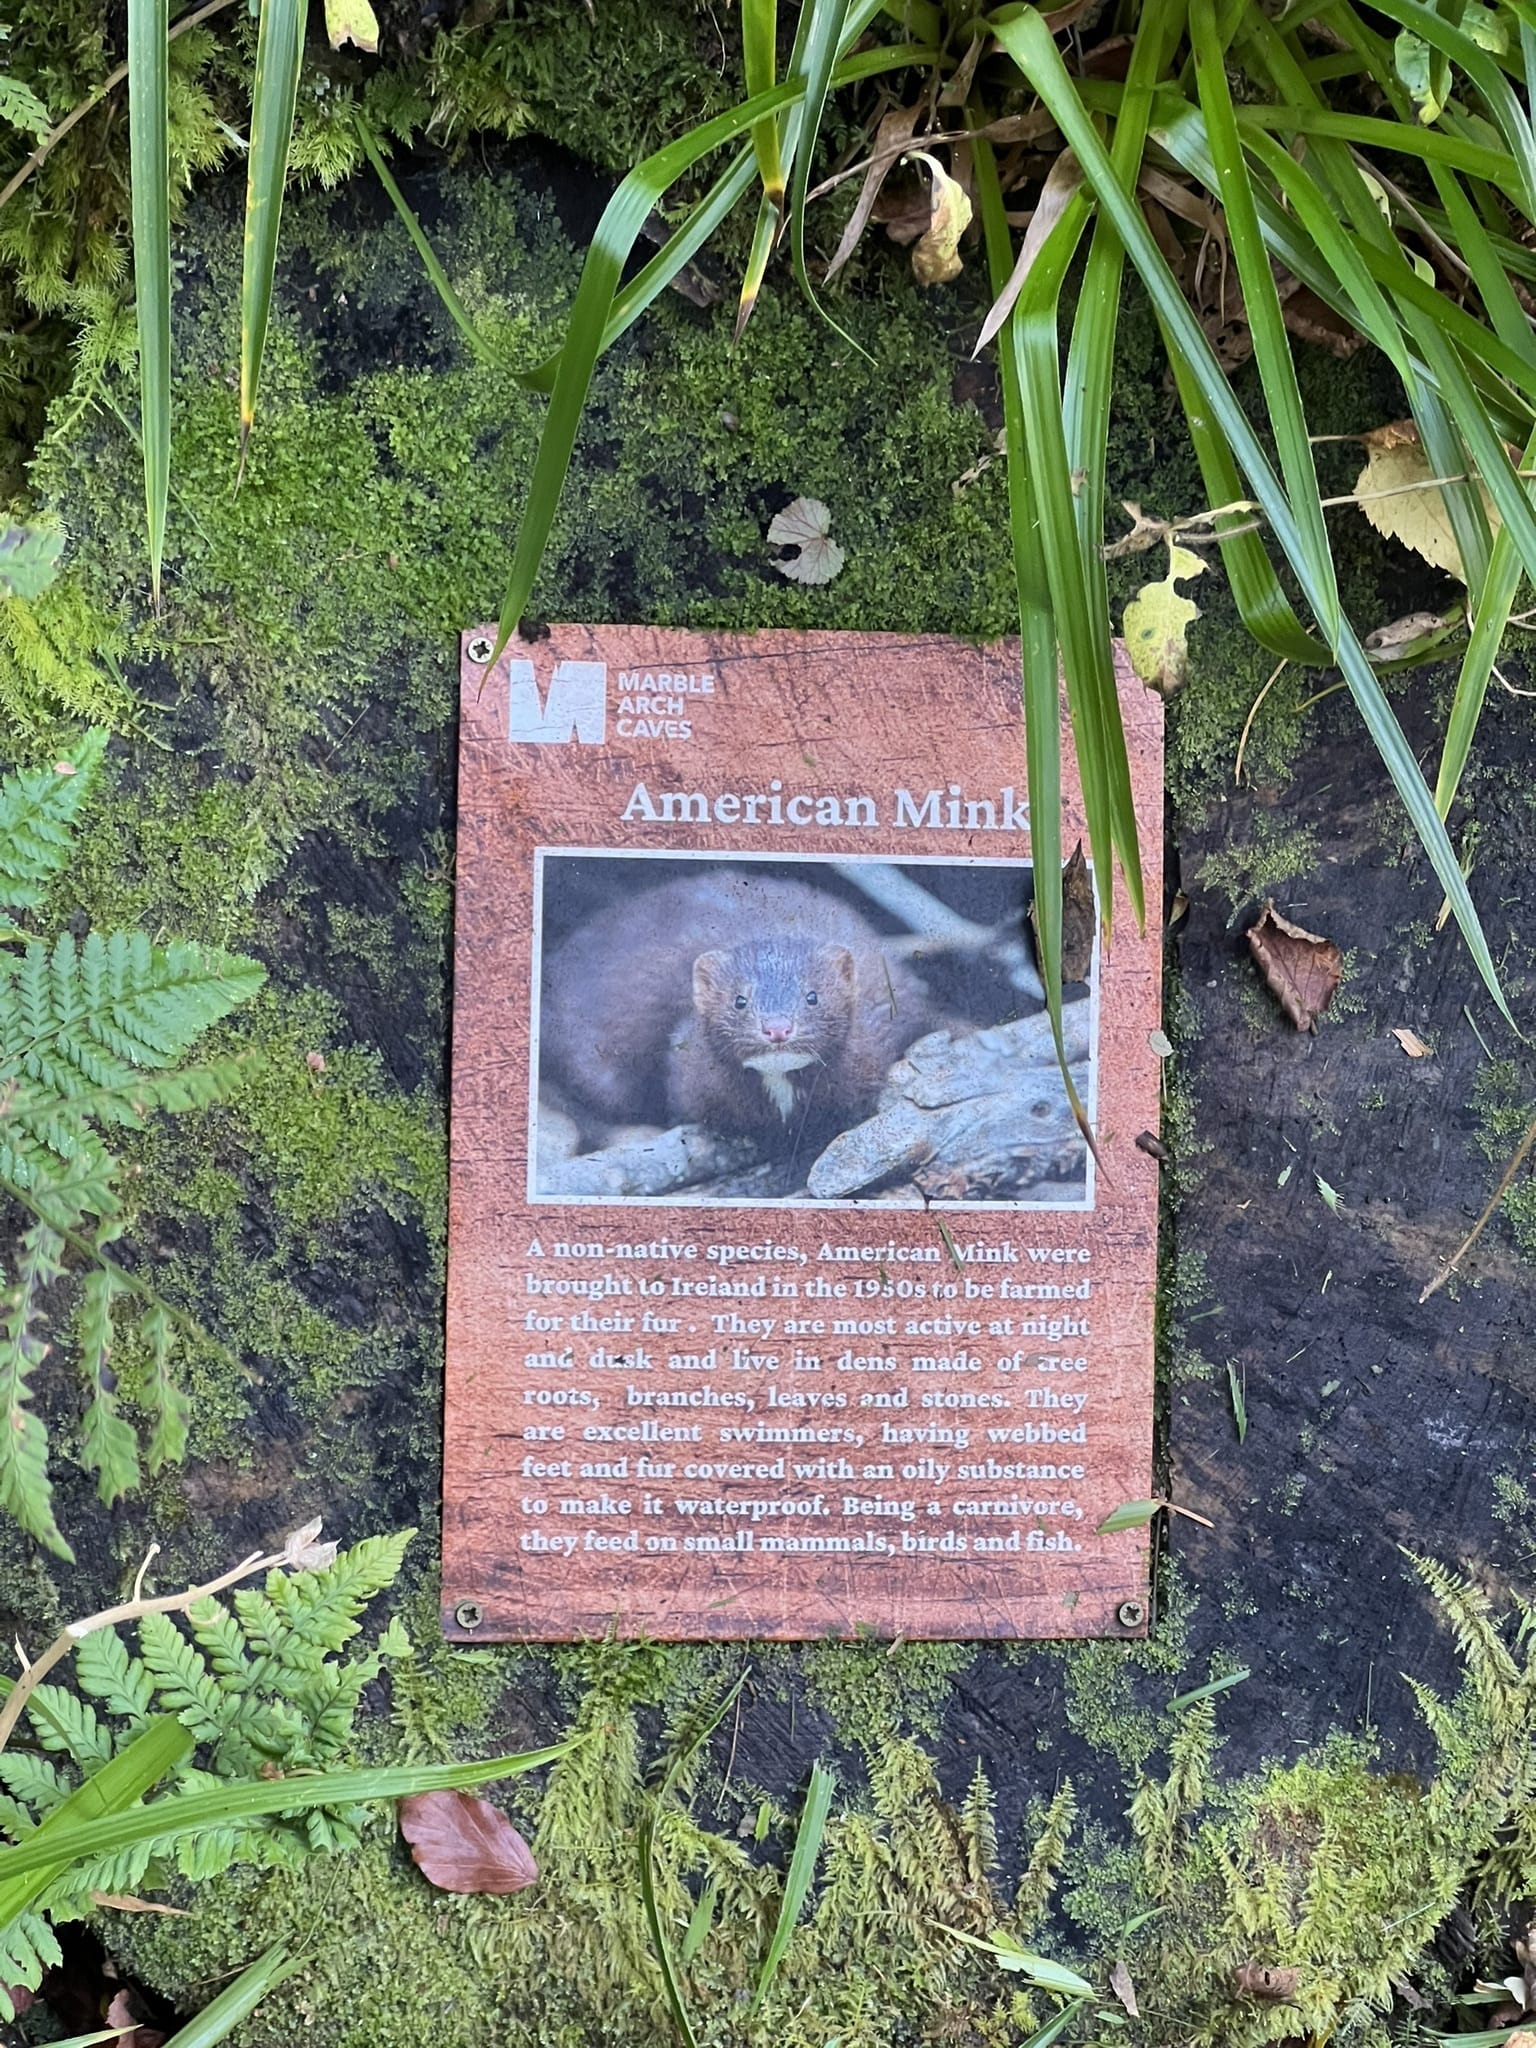 MARBLE
ARCH
CAVES
American Mink
A non-native species, American Mink were
brought to Ireland in the 1950s to be farmed
for their fur . They are most active at night
and dusk and live in dens made of tree
roots, branches, leaves and stones. They
are excellent swimmers, having webbed
feet and fur covered with an oily substance
to make it waterproof. Being a carnivore,
they feed on small mammals, birds and fish.